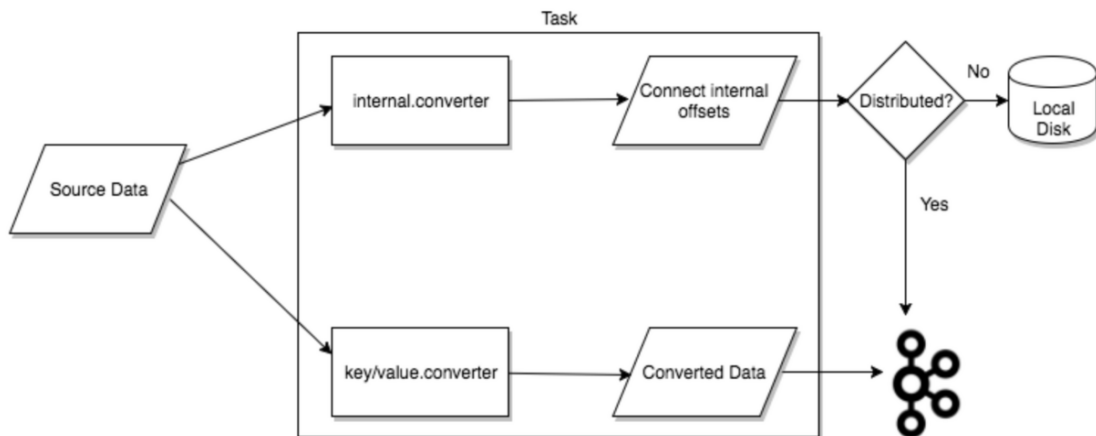 Task
internal.converter
Connect internal
offsets
Distributed?
No
Local
Disk
Source Data
Yes
key/value.converter
Converted Data